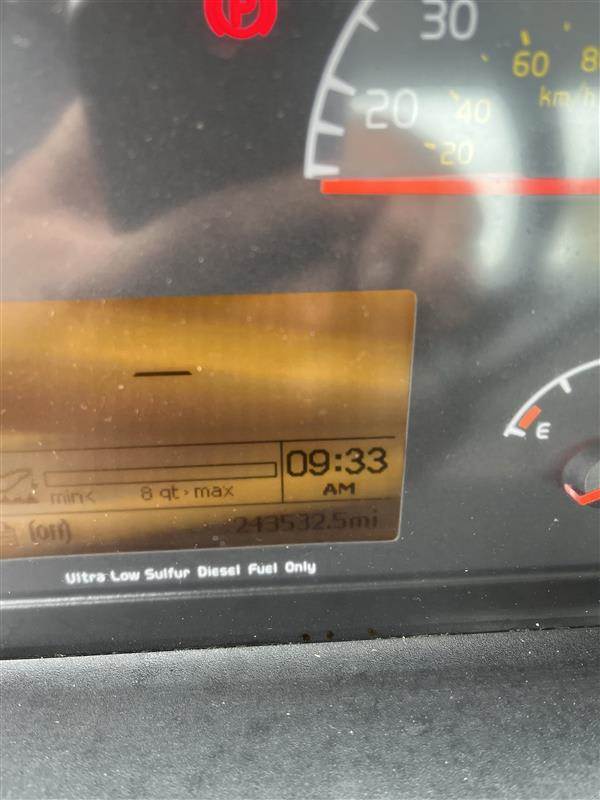 P
30
60
8
km/h
20
40
20
E
09:33
min< 8 qt > max
AM
(off)
243532.5mi
Ultra Low Sulfur Diesel Fuel Only